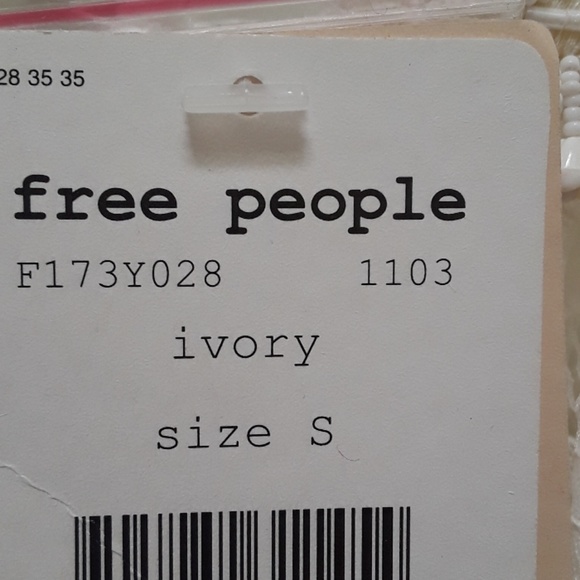 28 35 35
free people
F173Y028 1103
ivory
size S